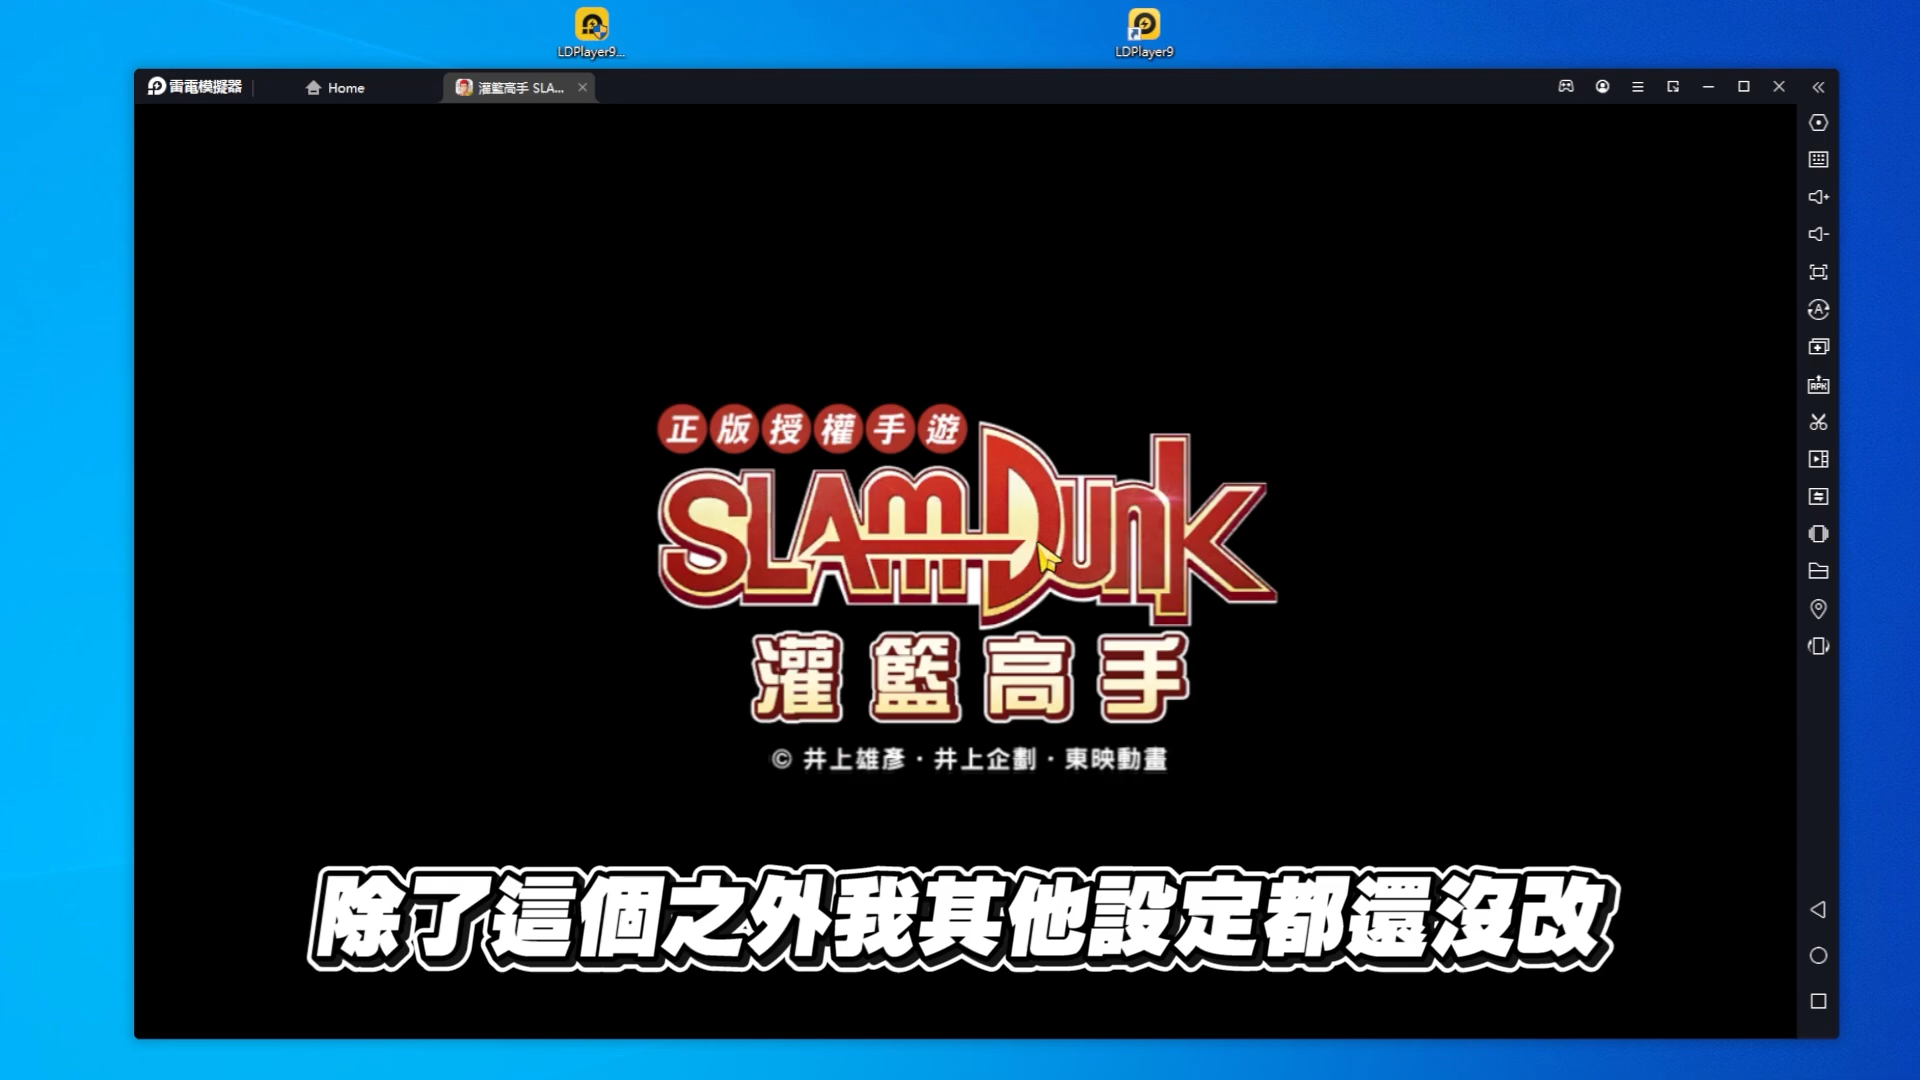 LDPlayer9...
LDPlayer9
雷電模擬器
Home
灌籃高手 SLA...
APK
正版授權手遊
SLAM DUNK
灌籃高手
© 井上雄彥・井上企劃・東映動畫
除了這個之外我其他設定都還沒改